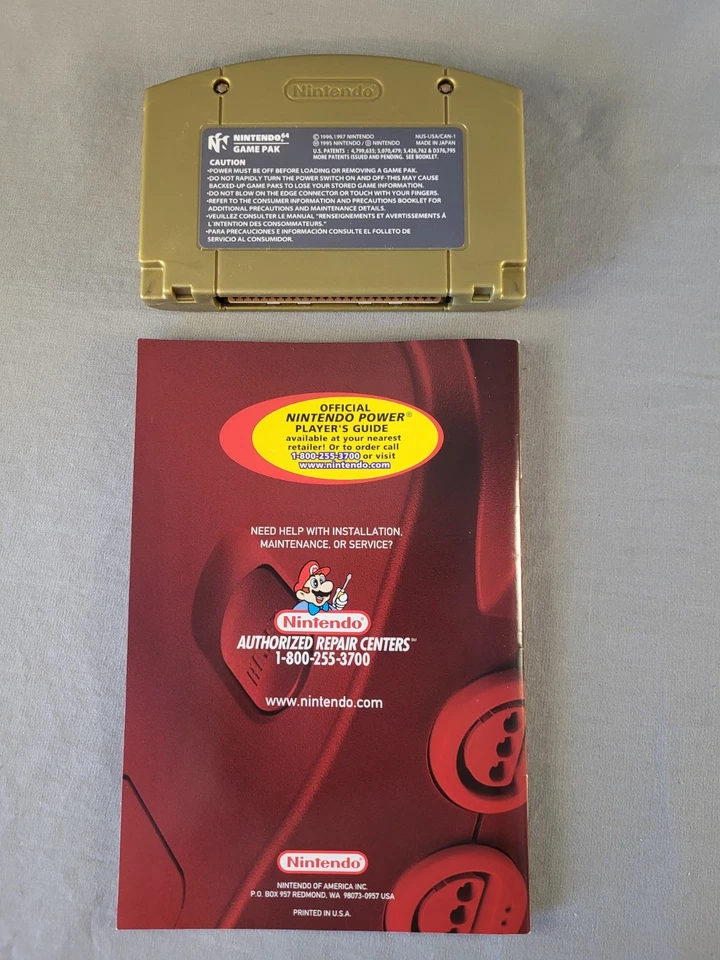 Nintendo
NINTENDO 64
GAME PAK
© 1996,1997 NINTENDO
© 1995 NINTENDO / Ⓓ NINTENDO
NUS-USA/CAN-1
MADE IN JAPAN
U.S. PATENTS : 4,799,635; 5,070,479; 5,426,762 & D376,795
MORE PATENTS ISSUED AND PENDING. SEE BOOKLET.
CAUTION
•POWER MUST BE OFF BEFORE LOADING OR REMOVING A GAME PAK.
•DO NOT RAPIDLY TURN THE POWER SWITCH ON AND OFF-THIS MAY CAUSE
BACKED-UP GAME PAKS TO LOSE YOUR STORED GAME INFORMATION.
•DO NOT BLOW ON THE EDGE CONNECTOR OR TOUCH WITH YOUR FINGERS.
•REFER TO THE CONSUMER INFORMATION AND PRECAUTIONS BOOKLET FOR
ADDITIONAL PRECAUTIONS AND MAINTENANCE DETAILS.
•VEUILLEZ CONSULTER LE MANUAL "RENSEIGNEMENTS ET AVERTISSEMENTS À
L'INTENTION DES CONSOMMATEURS."
•PARA PRECAUCIONES E INFORMACIÓN CONSULTE EL FOLLETO DE
SERVICIO AL CONSUMIDOR.
OFFICIAL
NINTENDO POWER®
PLAYER'S GUIDE
available at your nearest
retailer! Or to order call
1-800-255-3700 or visit
www.nintendo.com
NEED HELP WITH INSTALLATION,
MAINTENANCE, OR SERVICE?
Nintendo®
AUTHORIZED REPAIR CENTERS™
1-800-255-3700
www.nintendo.com
Nintendo®
NINTENDO OF AMERICA INC.
P.O. BOX 957 REDMOND, WA 98073-0957 USA
PRINTED IN U.S.A.